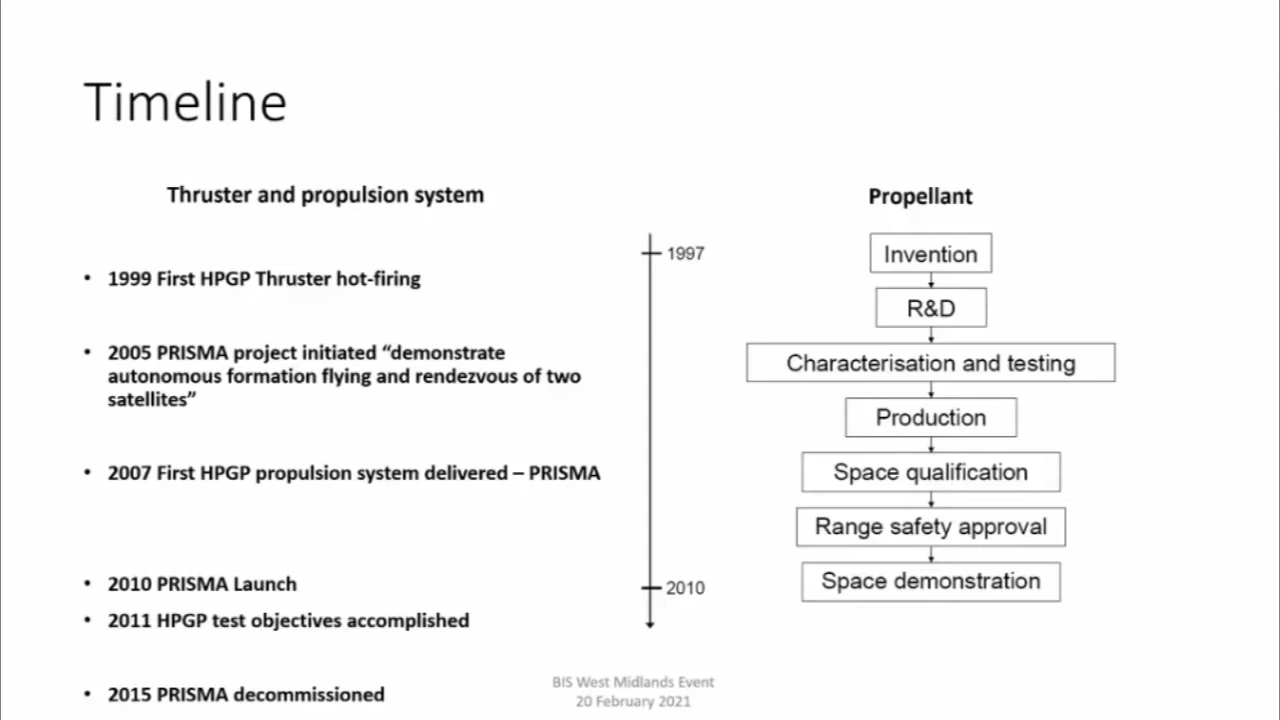 Timeline
Thruster and propulsion system
• 1999 First HPGP Thruster hot-firing
• 2005 PRISMA project initiated “demonstrate
autonomous formation flying and rendezvous of two
satellites”
• 2007 First HPGP propulsion system delivered – PRISMA
• 2010 PRISMA Launch
• 2011 HPGP test objectives accomplished
• 2015 PRISMA decommissioned
1997
2010
Propellant
Invention
R&D
Characterisation and testing
Production
Space qualification
Range safety approval
Space demonstration
BIS West Midlands Event
20 February 2021